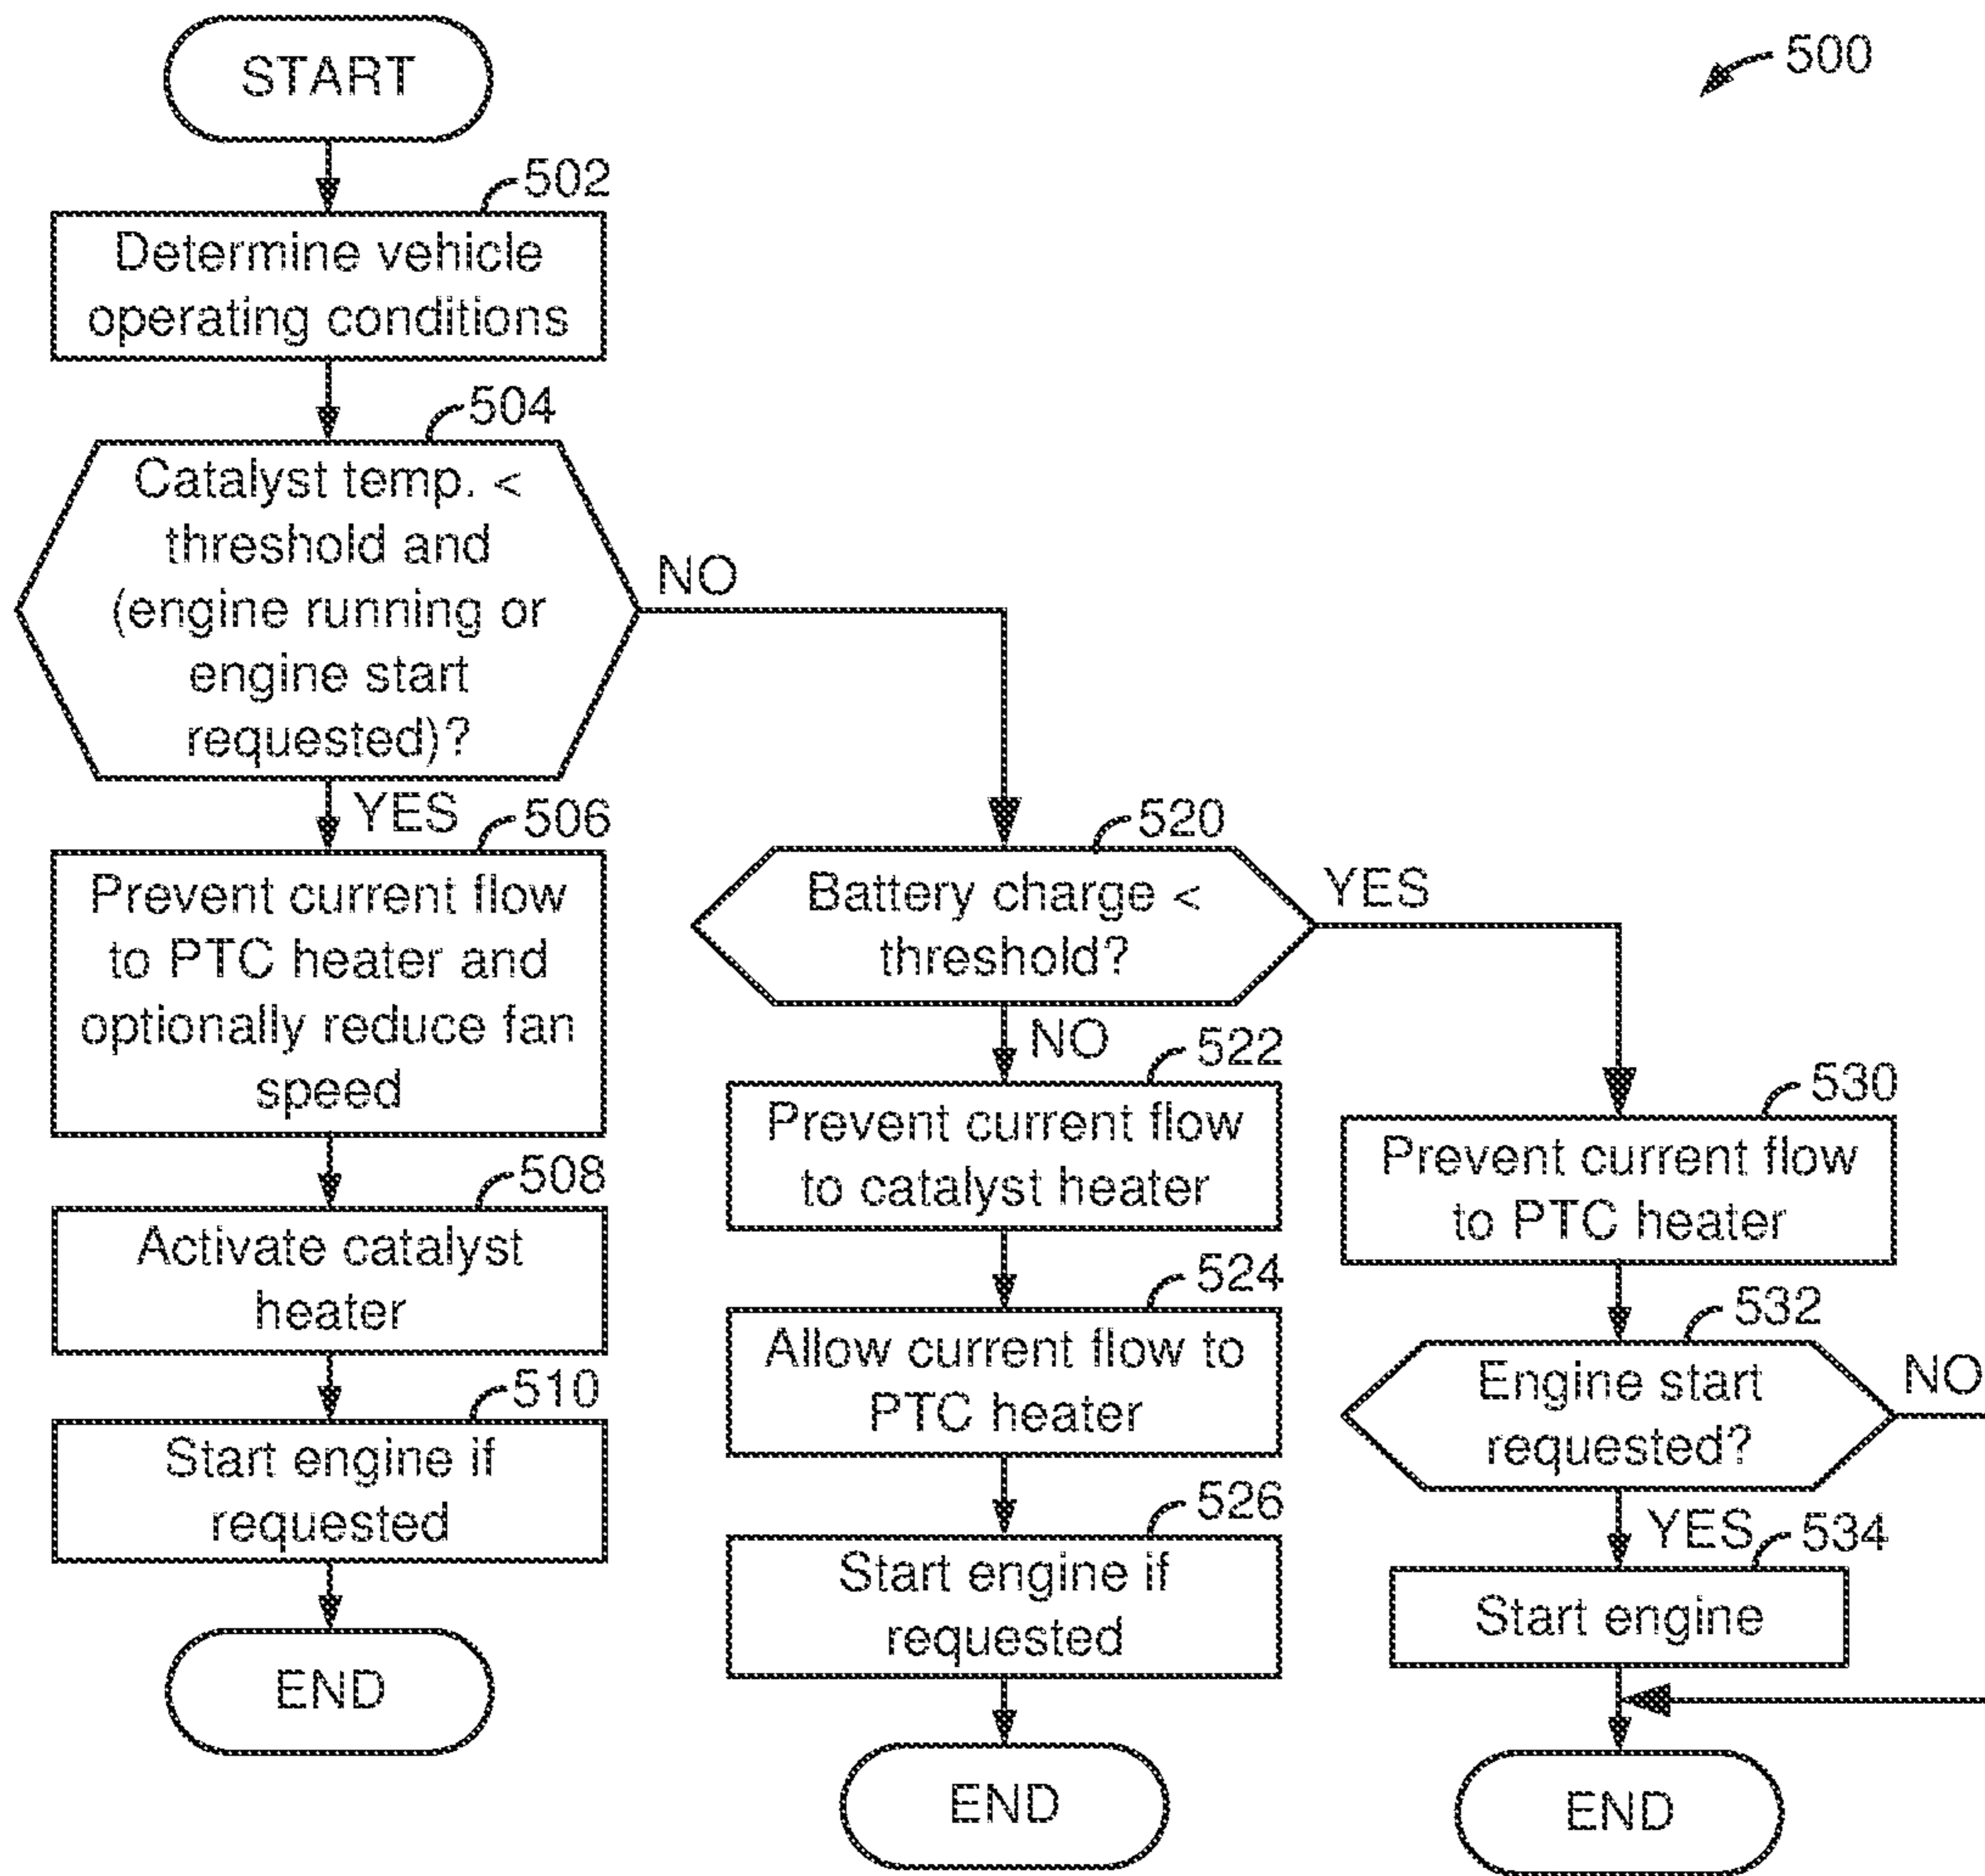 START
500
502
Determine vehicle
operating conditions
504
Catalyst temp. <
threshold and
(engine running or
engine start
requested)?
NO
YES
506
Prevent current flow
to PTC heater and
optionally reduce fan
speed
508
Activate catalyst
heater
510
Start engine if
requested
END
520
Battery charge <
threshold?
YES
NO
522
Prevent current flow
to catalyst heater
524
Allow current flow to
PTC heater
526
Start engine if
requested
END
530
Prevent current flow
to PTC heater
532
Engine start
requested?
NO
YES
534
Start engine
END